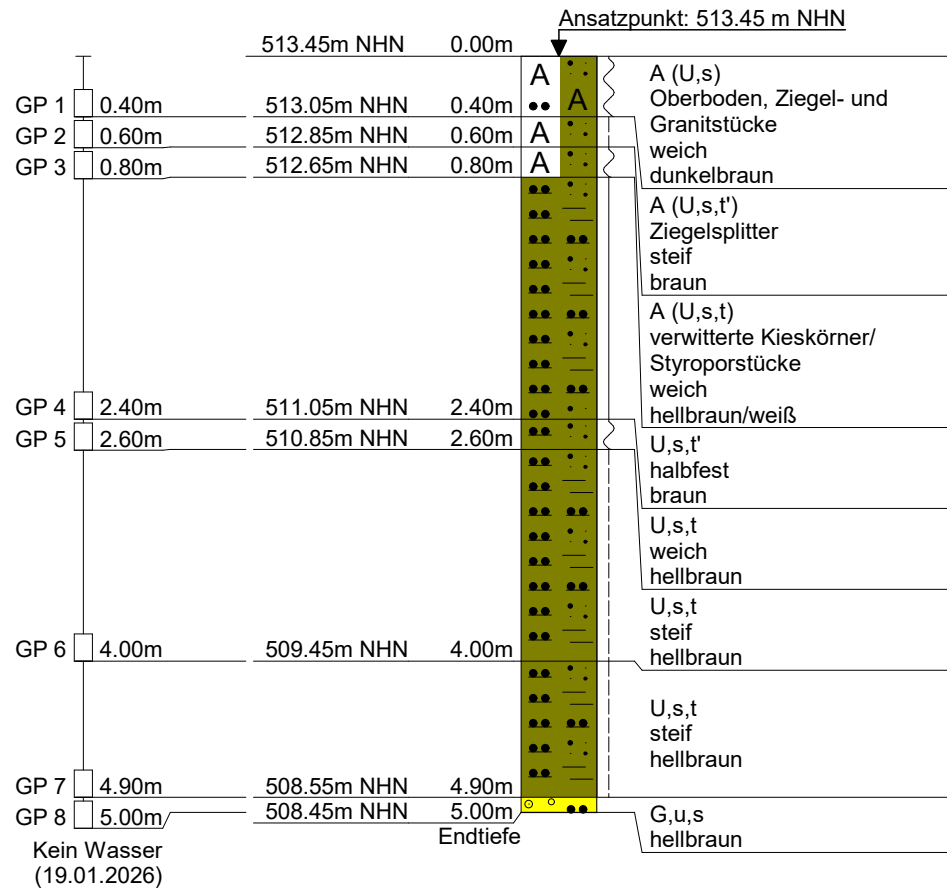 Ansatzpunkt: 513.45 m NHN
513.45m NHN 0.00m
GP 1 0.40m 513.05m NHN 0.40m
GP 2 0.60m 512.85m NHN 0.60m
GP 3 0.80m 512.65m NHN 0.80m
A
A
A
A
A (U,s)
Oberboden, Ziegel- und
Granitstücke
weich
dunkelbraun
A (U,s,t')
Ziegelsplitter
steif
braun
A (U,s,t)
verwitterte Kieskörner/
Styroporstücke
weich
hellbraun/weiß
GP 4 2.40m 511.05m NHN 2.40m
GP 5 2.60m 510.85m NHN 2.60m
U,s,t'
halbfest
braun
U,s,t
weich
hellbraun
GP 6 4.00m 509.45m NHN 4.00m
U,s,t
steif
hellbraun
U,s,t
steif
hellbraun
GP 7 4.90m 508.55m NHN 4.90m
GP 8 5.00m 508.45m NHN 5.00m
Endtiefe
G,u,s
hellbraun
Kein Wasser
(19.01.2026)